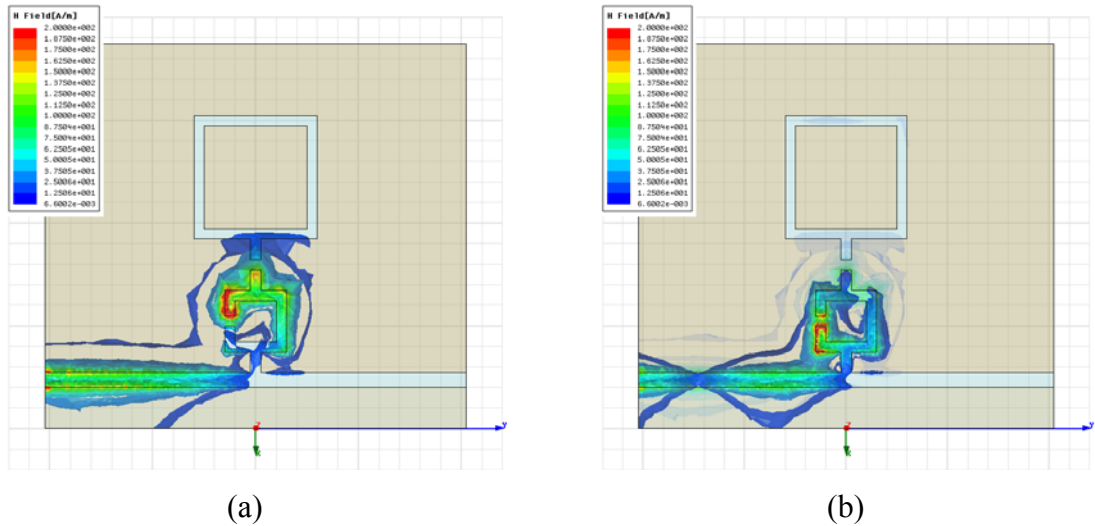 H Field[A/m]
2.0000e+002
1.8750e+002
1.7500e+002
1.6250e+002
1.5000e+002
1.3750e+002
1.2500e+002
1.1250e+002
1.0000e+002
8.7504e+001
7.5004e+001
6.2505e+001
5.0005e+001
3.7505e+001
2.5006e+001
1.2506e+001
6.6002e-003
z
Y
X
(a)
H Field[A/m]
2.0000e+002
1.8750e+002
1.7500e+002
1.6250e+002
1.5000e+002
1.3750e+002
1.2500e+002
1.1250e+002
1.0000e+002
8.7504e+001
7.5004e+001
6.2505e+001
5.0005e+001
3.7505e+001
2.5006e+001
1.2506e+001
6.6002e-003
z
Y
X
(b)